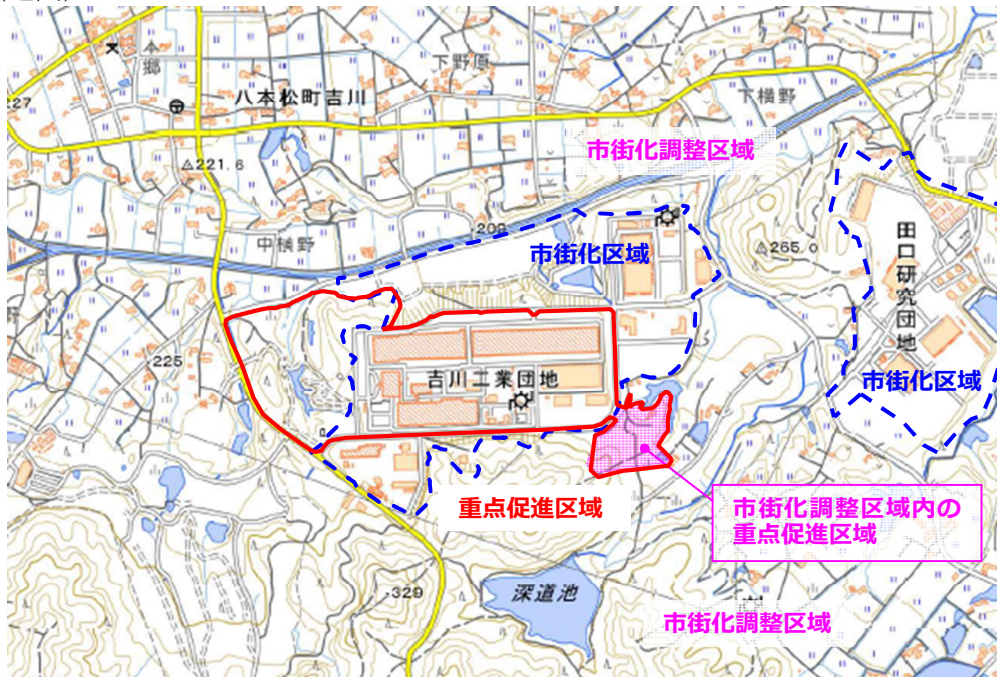 本郷
下野原
八本松町吉川
227
下横野
市街化調整区域
△221.6
209
中横野
市街化区域
△265.0
田口研究団地
225
吉川工業団地
市街化区域
重点促進区域
市街化調整区域内の
重点促進区域
329
深道池
市街化調整区域